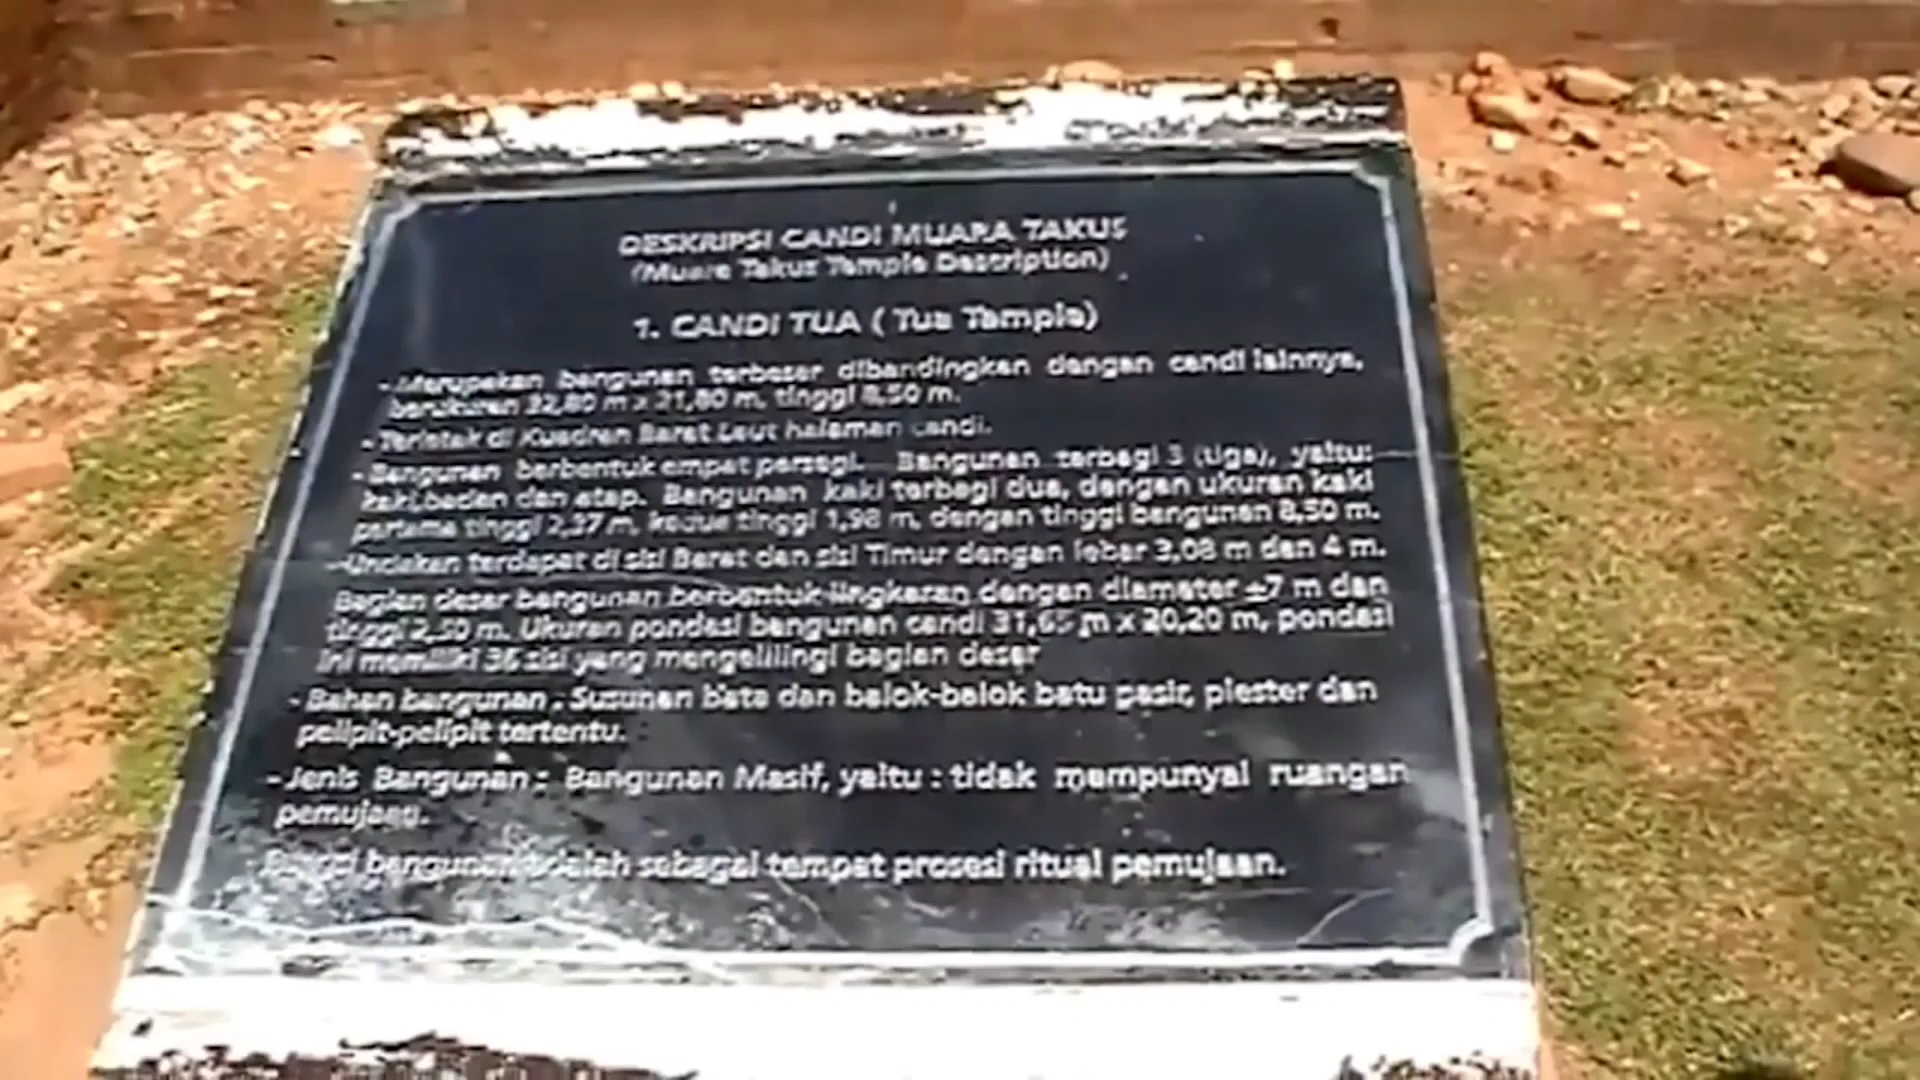 DESKRIPSI CANDI MUARA TAKUS
(Muara Takus Temple Description)
1. CANDI TUA ( Tua Temple)
- Merupakan bangunan terbesar dibandingkan dengan candi lainnya,
berukuran 32,80 m x 21,80 m, tinggi 8,50 m.
- Terletak di Kuadran Barat Laut halaman candi.
- Bangunan berbentuk empat persegi. Bangunan terbagi 3 (tiga), yaitu:
kaki, badan dan atap. Bangunan kaki terbagi dua, dengan ukuran kaki
pertama tinggi 2,37 m, kedua tinggi 1,98 m, dengan tinggi bangunan 8,50 m.
- Undakan terdapat di sisi Barat dan sisi Timur dengan lebar 3,08 m dan 4 m.
Bagian dasar bangunan berbentuk lingkaran dengan diameter ±7 m dan
tinggi 2,50 m. Ukuran pondasi bangunan candi 31,65 m x 20,20 m, pondasi
ini memiliki 36 sisi yang mengelilingi bagian dasar
- Bahan bangunan : Susunan bata dan balok-balok batu pasir, plester dan
pelipit-pelipit tertentu.
- Jenis Bangunan : Bangunan Masif, yaitu : tidak mempunyai ruangan
pemujaan.
Fungsi bangunan adalah sebagai tempat prosesi ritual pemujaan.